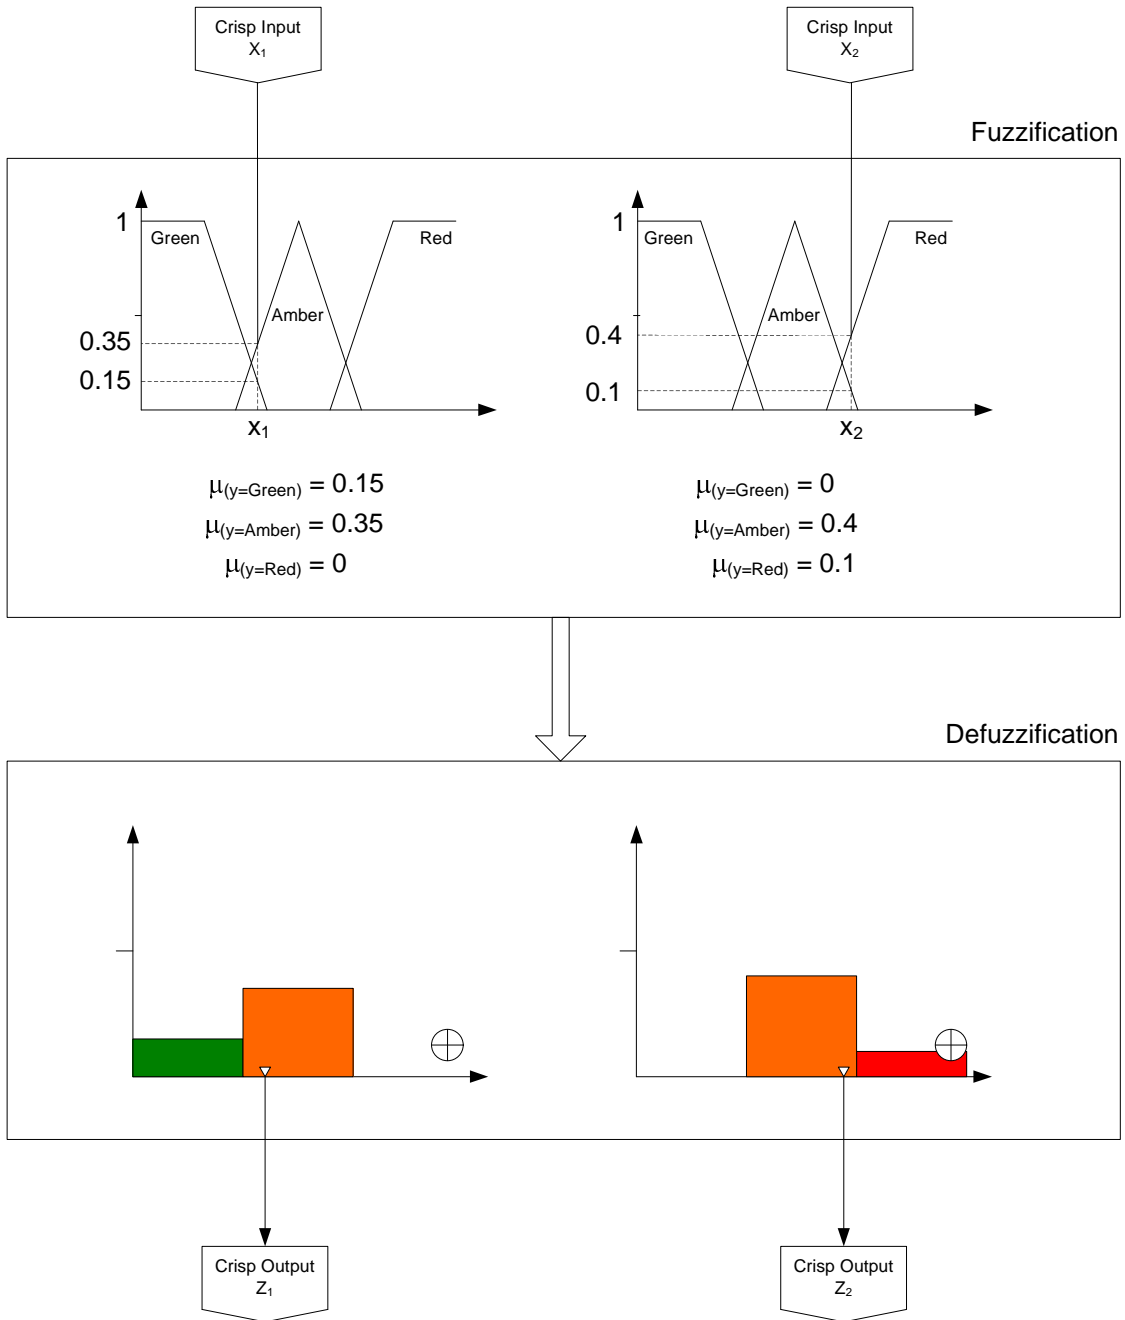 Crisp Input
X1
Crisp Input
X2
Fuzzification
1
Green
Red
Amber
0.35
0.15
x1
1
Green
Red
Amber
0.4
0.1
x2
μ(y=Green) = 0.15
μ(y=Amber) = 0.35
μ(y=Red) = 0
μ(y=Green) = 0
μ(y=Amber) = 0.4
μ(y=Red) = 0.1
Defuzzification
Crisp Output
Z1
Crisp Output
Z2